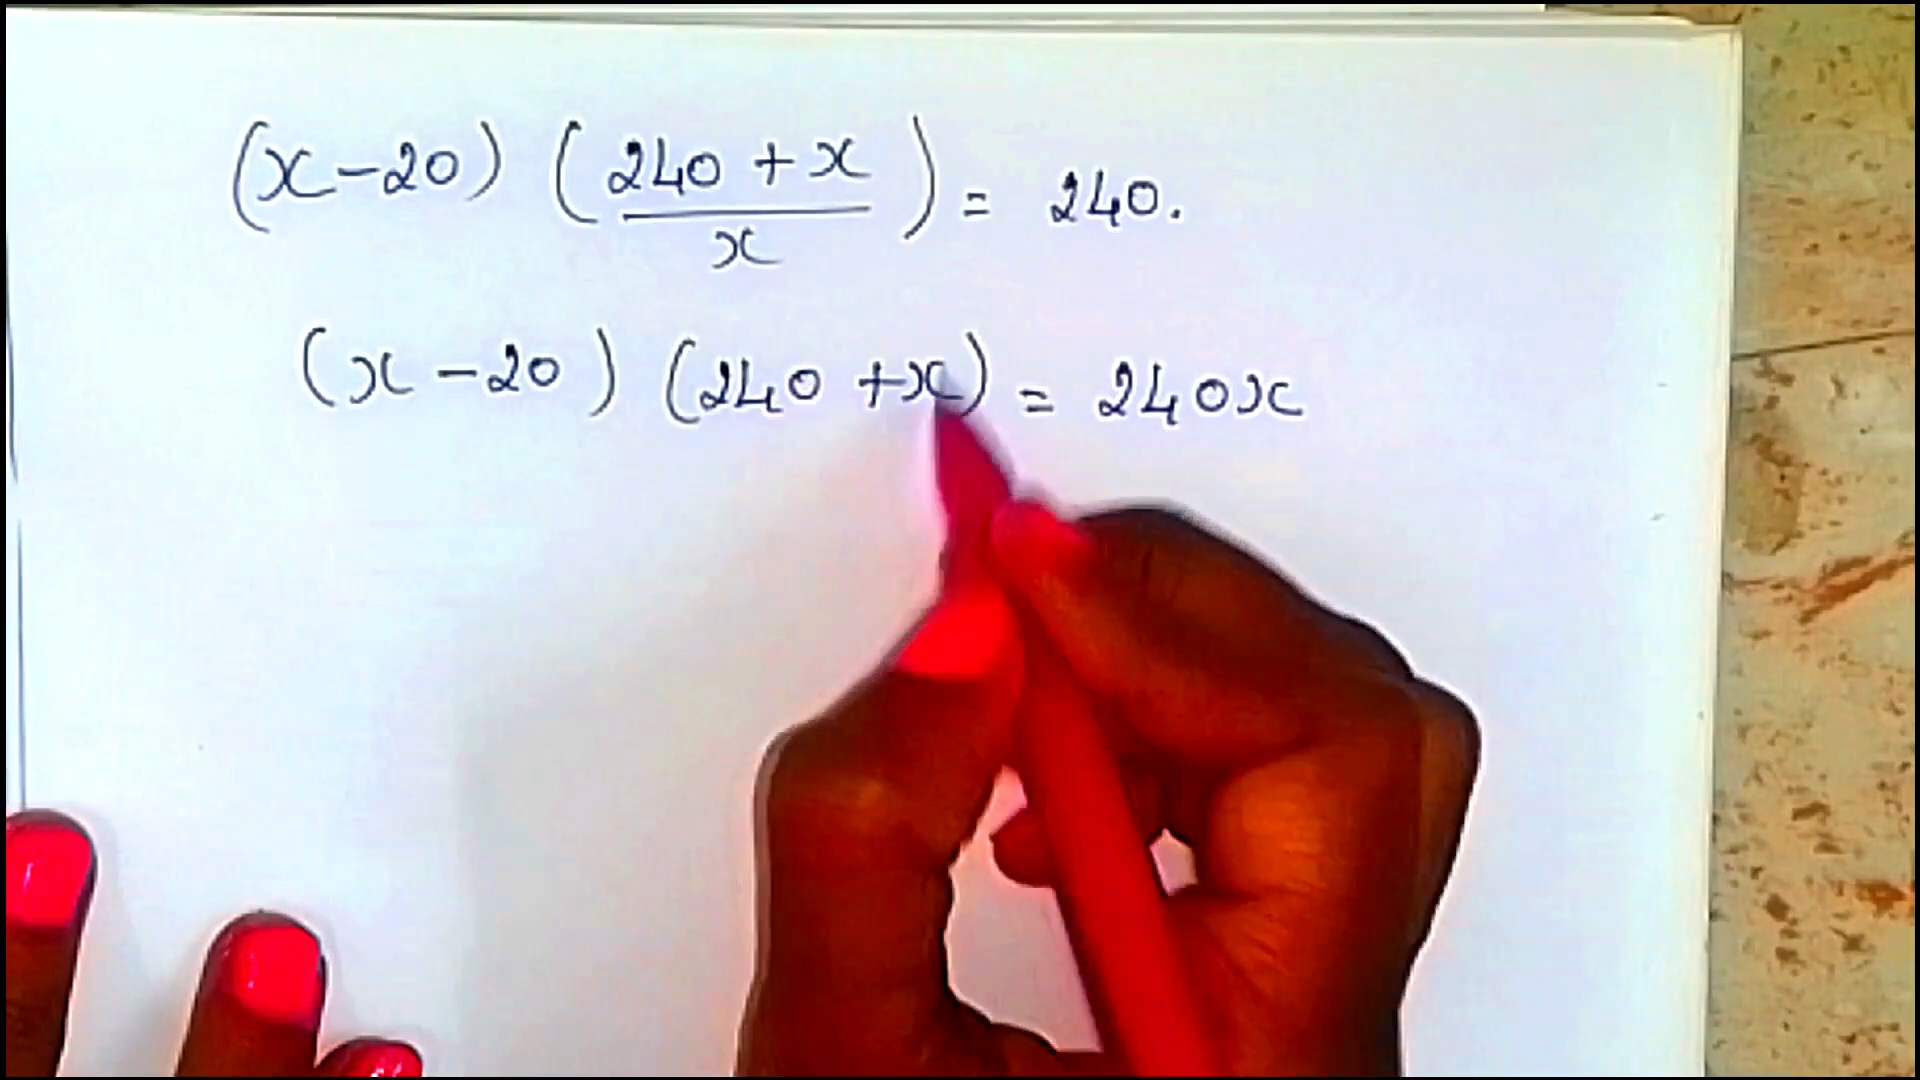 (x-20) (240+x/x) = 240.
(x-20) (240+x) = 240x